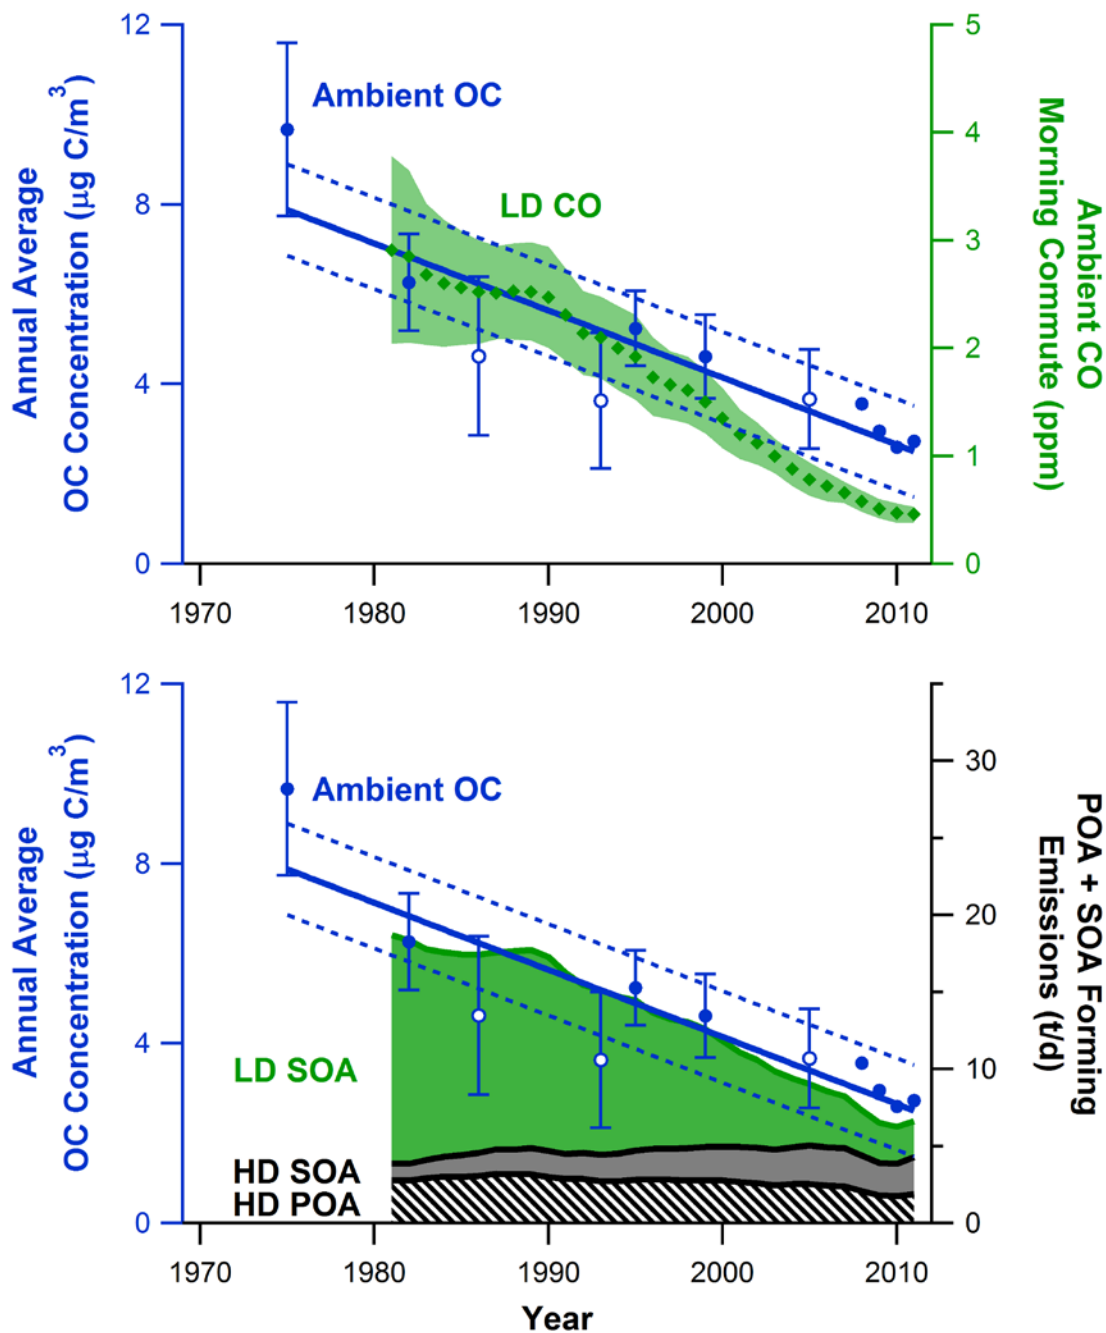 12
8
4
0
Annual Average
OC Concentration (μg C/m³)
Ambient OC
LD CO
5
4
3
2
1
0
Ambient CO
Morning Commute (ppm)
1970
1980
1990
2000
2010
12
8
4
0
Annual Average
OC Concentration (μg C/m³)
Ambient OC
LD SOA
HD SOA
HD POA
30
20
10
0
POA + SOA Forming
Emissions (t/d)
1970
1980
1990
2000
2010
Year